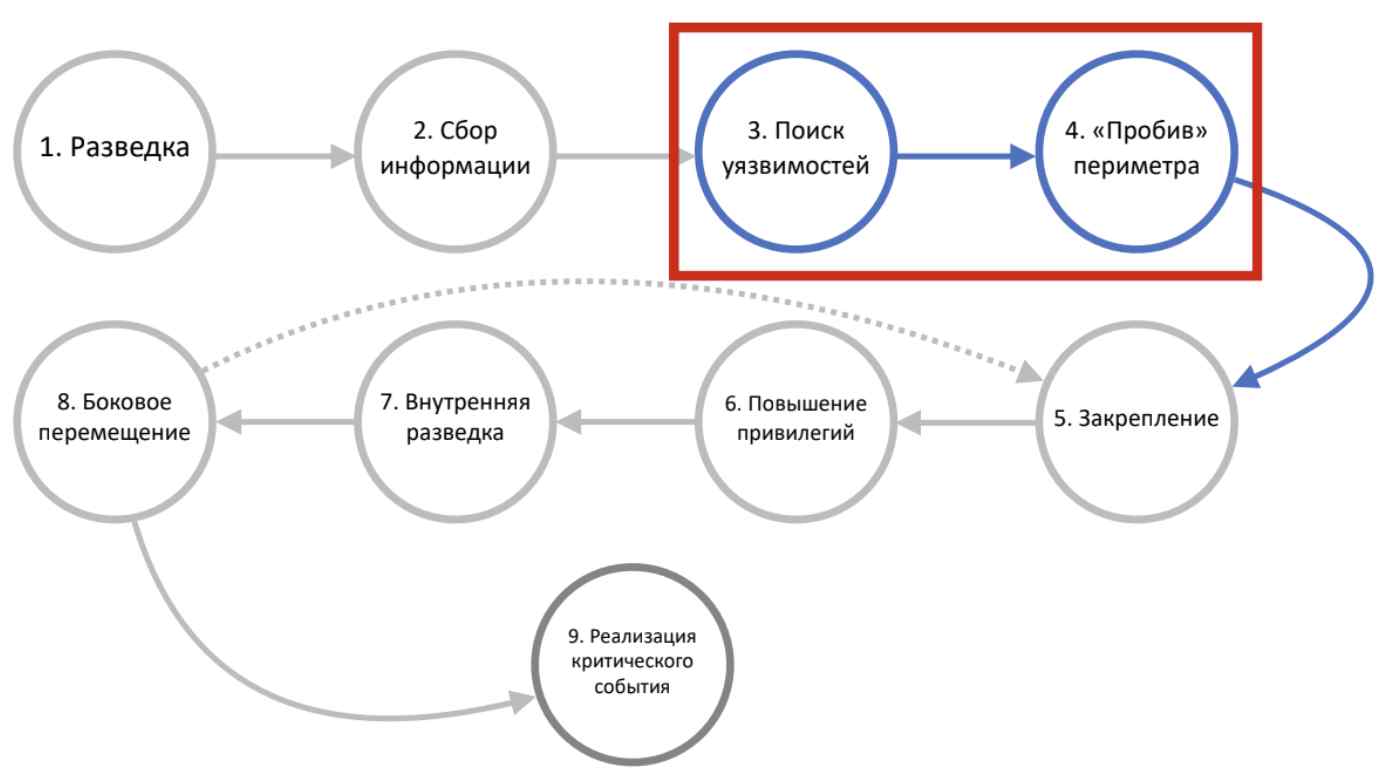 1. Разведка
2. Сбор
информации
3. Поиск
уязвимостей
4. «Пробив»
периметра
8. Боковое
перемещение
7. Внутренняя
разведка
6. Повышение
привилегий
5. Закрепление
9. Реализация
критического
события